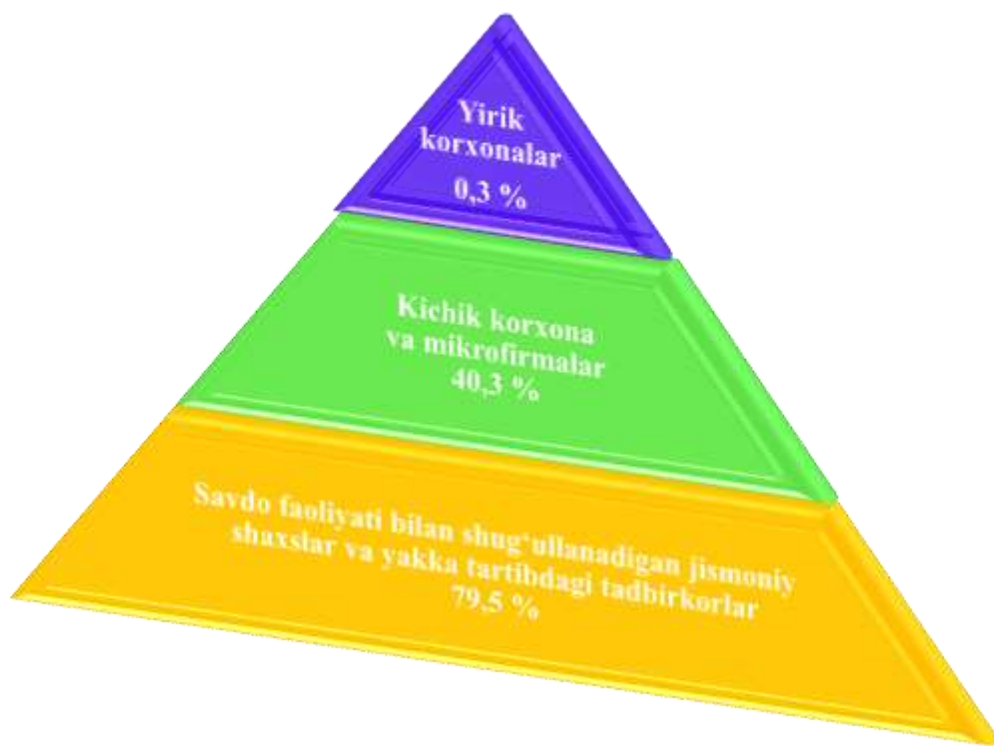 Yirik
korxonalar
0,3 %
Kichik korxona
va mikrofirmalar
40,3 %
Savdo faoliyati bilan shug‘ullanadigan jismoniy
shaxslar va yakka tartibdagi tadbirkorlar
79,5 %